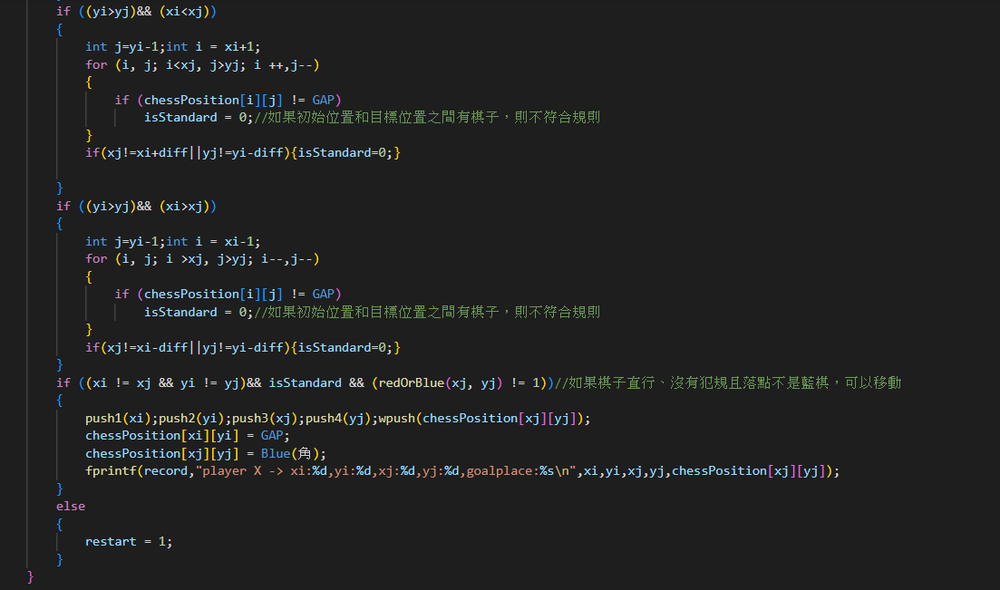 if ((yi>yj)&& (xi<xj))
{
int j=yi-1;int i = xi+1;
for (i, j; i<xj, j>yj; i ++,j--)
{
if (chessPosition[i][j] != GAP)
isStandard = 0;//如果初始位置和目標位置之間有棋子，則不符合規則
}
if(xj!=xi+diff||yj!=yi-diff){isStandard=0;}
}
if ((yi>yj)&& (xi>xj))
{
int j=yi-1;int i = xi-1;
for (i, j; i >xj, j>yj; i--,j--)
{
if (chessPosition[i][j] != GAP)
isStandard = 0;//如果初始位置和目標位置之間有棋子，則不符合規則
}
if(xj!=xi-diff||yj!=yi-diff){isStandard=0;}
}
if ((xi != xj && yi != yj)&& isStandard && (redOrBlue(xj, yj) != 1))//如果棋子直行、沒有犯規且落點不是藍棋，可以移動
{
push1(xi);push2(yi);push3(xj);push4(yj);wpush(chessPosition[xj][yj]);
chessPosition[xi][yi] = GAP;
chessPosition[xj][yj] = Blue(角);
fprintf(record,"player X -> xi:%d,yi:%d,xj:%d,yj:%d,goalplace:%s\n",xi,yi,xj,yj,chessPosition[xj][yj]);
}
else
{
restart = 1;
}
}